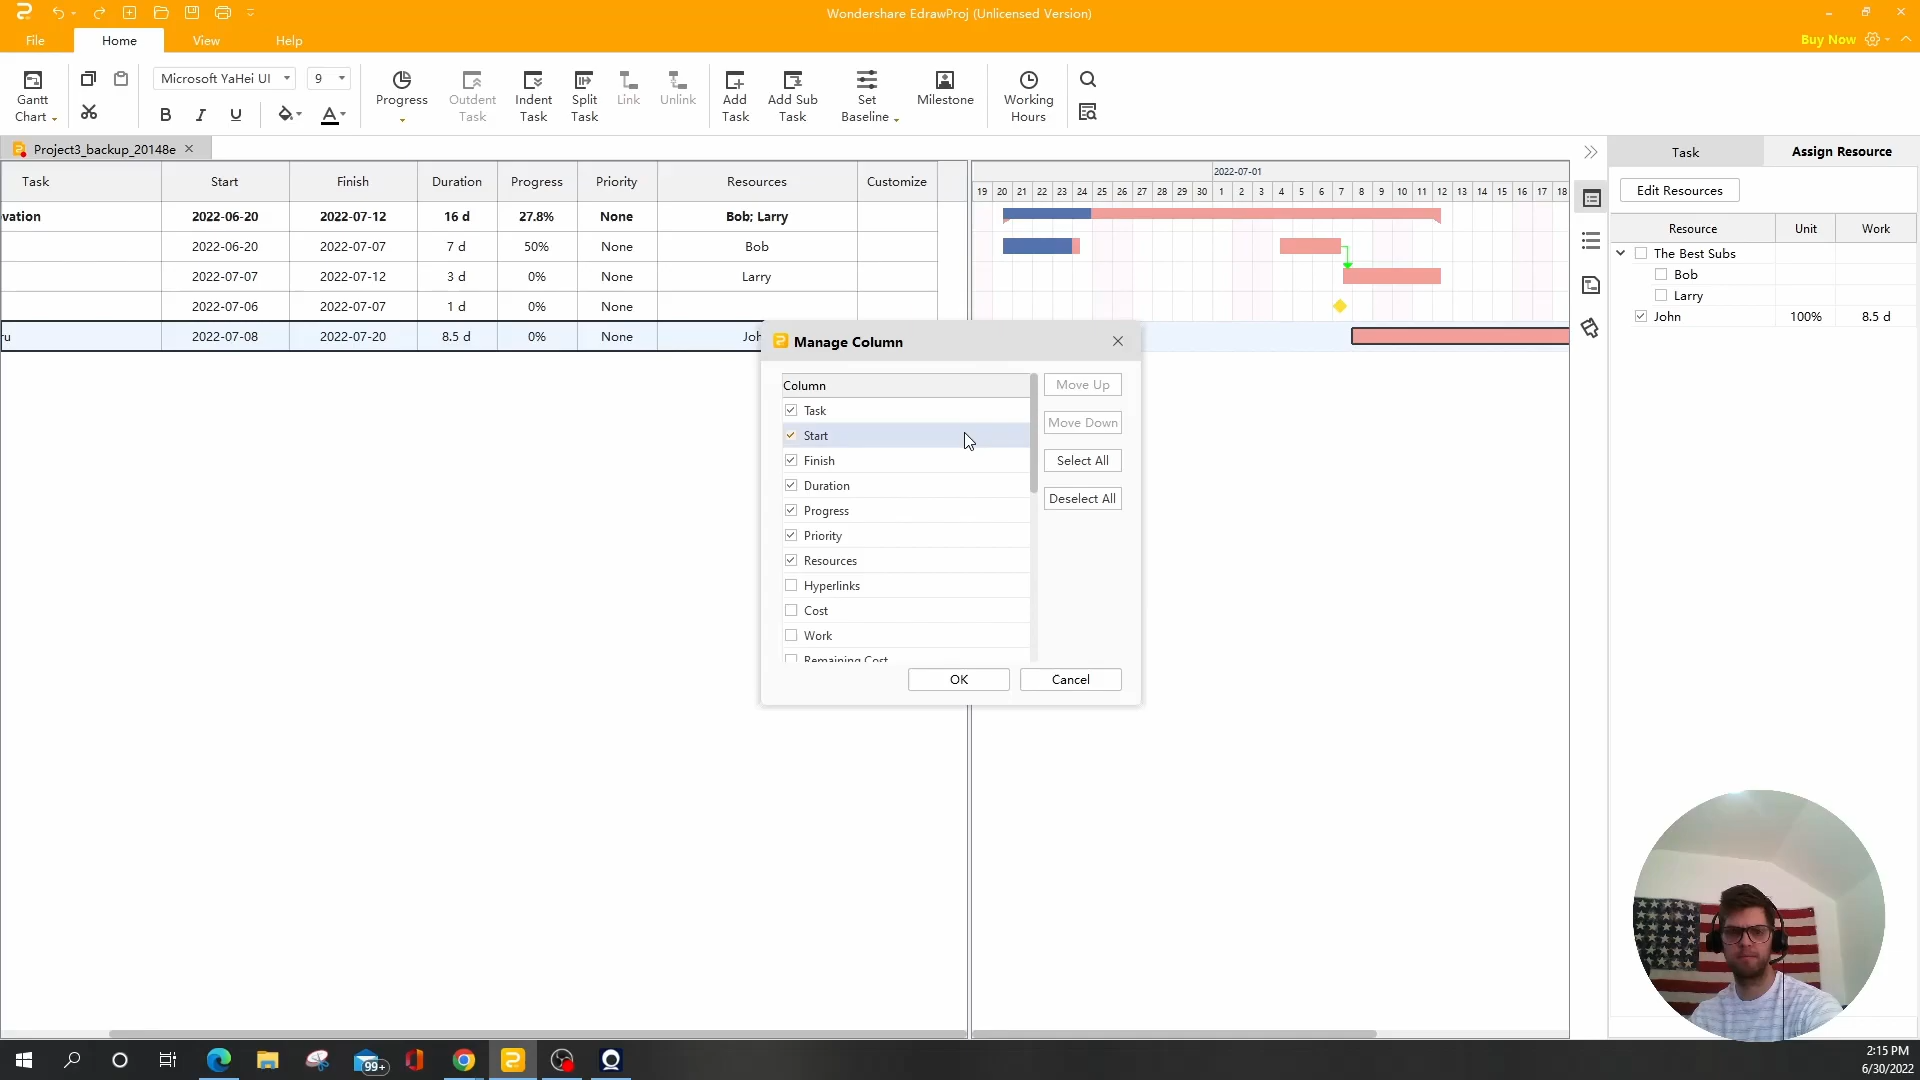 Wondershare EdrawProj (Unlicensed Version)
File
Home
View
Help
Buy Now
Gantt Chart
Microsoft YaHei UI
9
B
I
U
A
Progress
Outdent Task
Indent Task
Split Task
Link
Unlink
Add Task
Add Sub Task
Set Baseline
Milestone
Working Hours
Project3_backup_20148e
Task
Assign Resource
Edit Resources
Task Start Finish Duration Progress Priority Resources Customize
2022-07-01
19 20 21 22 23 24 25 26 27 28 29 30 1 2 3 4 5 6 7 8 9 10 11 12 13 14 15 16 17 18
vation 2022-06-20 2022-07-12 16 d 27.8% None Bob; Larry
2022-06-20 2022-07-07 7 d 50% None Bob
2022-07-07 2022-07-12 3 d 0% None Larry
2022-07-06 2022-07-07 1 d 0% None
ru 2022-07-08 2022-07-20 8.5 d 0% None Joh
Resource Unit Work
The Best Subs
Bob
Larry
John 100% 8.5 d
Manage Column
Column
Task
Start
Finish
Duration
Progress
Priority
Resources
Hyperlinks
Cost
Work
Remaining Cost
Move Up
Move Down
Select All
Deselect All
OK
Cancel
99+
2:15 PM
6/30/2022